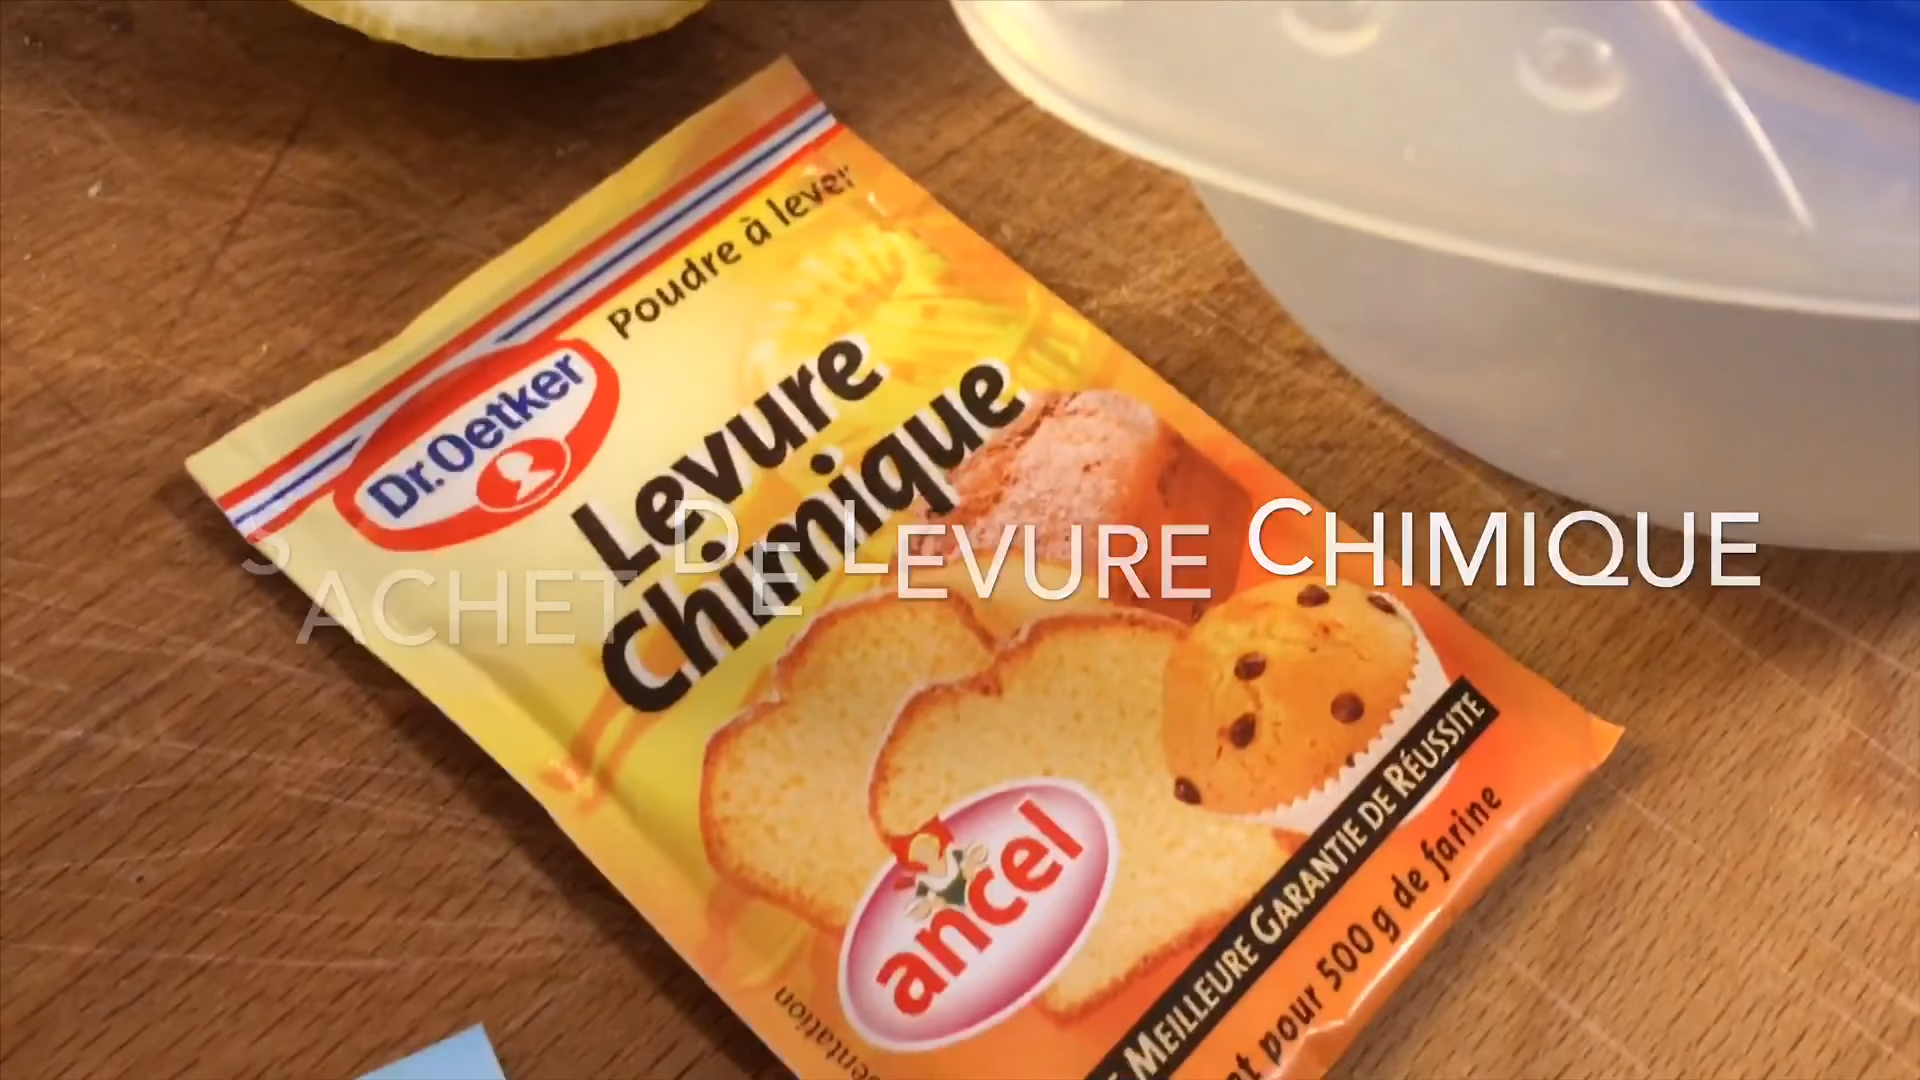 Poudre à lever
Dr.Oetker
Levure
Chimique
SACHET DE LEVURE CHIMIQUE
ancel
MEILLEURE GARANTIE DE RÉUSSITE
pour 500 g de farine